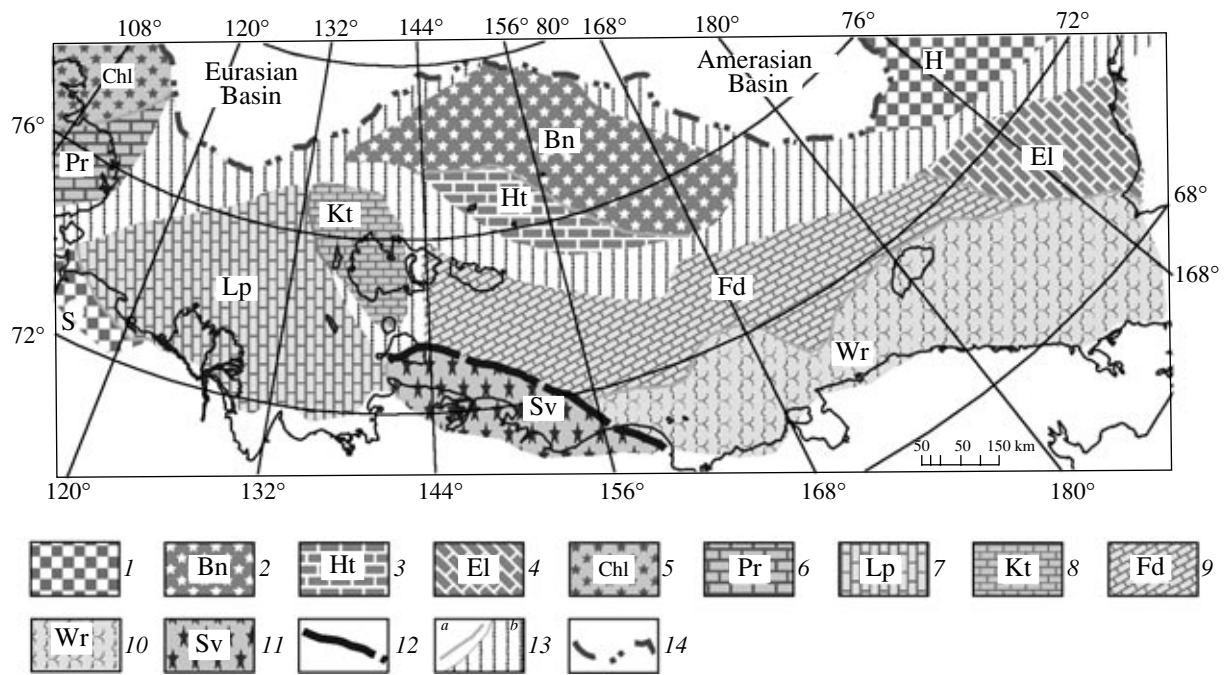 108° 120° 132° 144° 156° 80° 168° 180° 76° 72°
Chl
Eurasian
Basin
Amerasian
Basin
H
76°
Pr
Bn
El
Ht
68°
Kt
Lp
Fd
168°
S
72°
Wr
Sv
50 50 150 km
120° 132° 144° 156° 168° 180°
1 Bn 2 Ht 3 El 4 Chl 5 Pr 6 Lp 7 Kt 8 Fd 9
Wr 10 Sv 11 12 a b 13 14